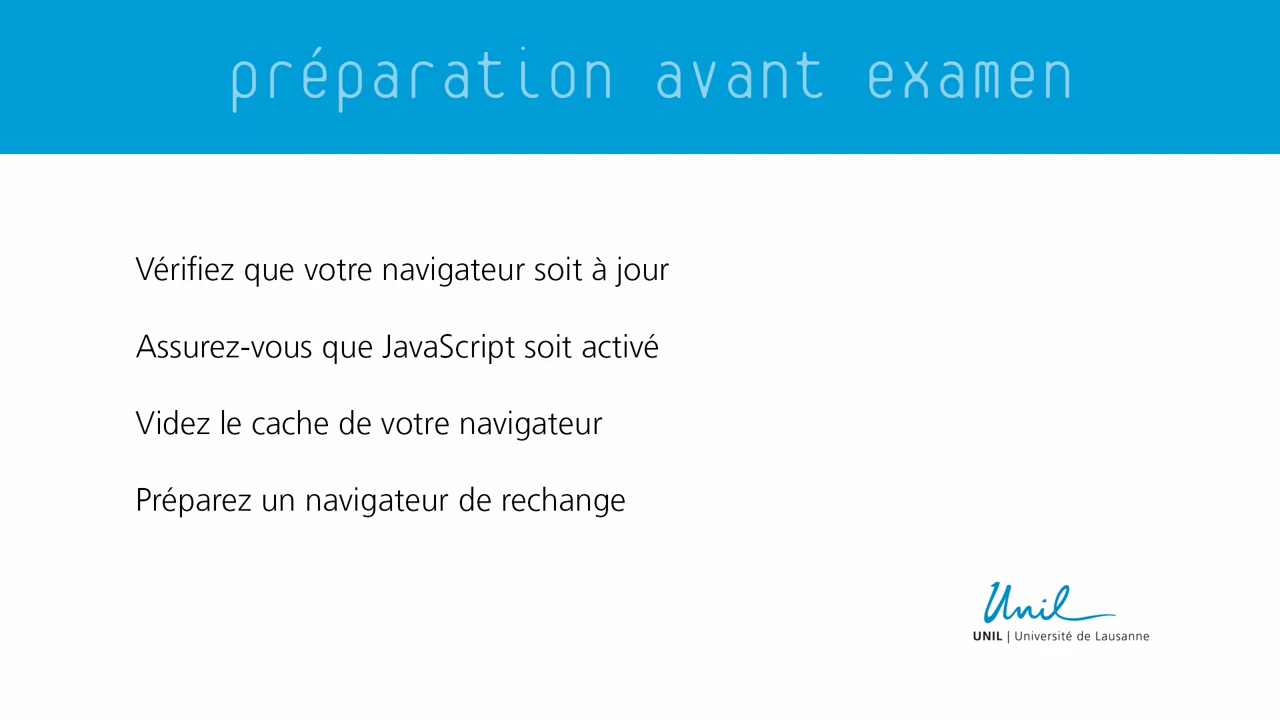 préparation avant examen
Vérifiez que votre navigateur soit à jour
Assurez-vous que JavaScript soit activé
Videz le cache de votre navigateur
Préparez un navigateur de rechange
Unil
UNIL | Université de Lausanne